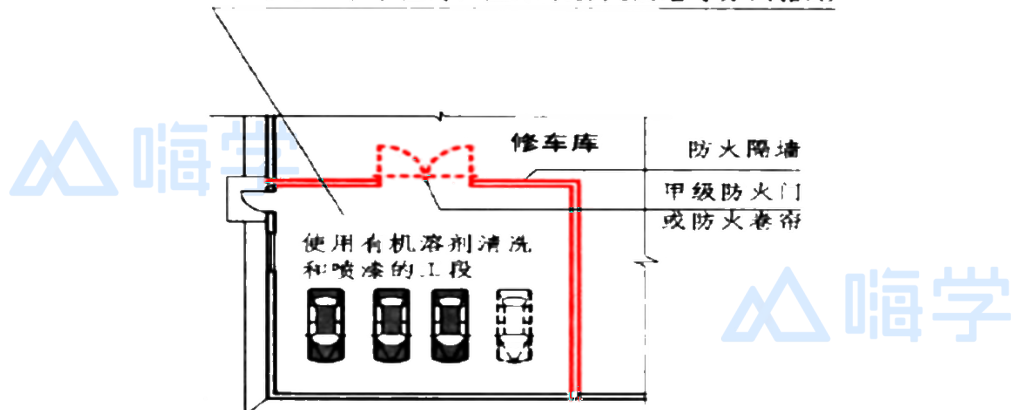 修车库
防火隔墙
甲级防火门
或防火卷帘
使用有机溶剂清洗
和喷漆的工段
嗨学
嗨学